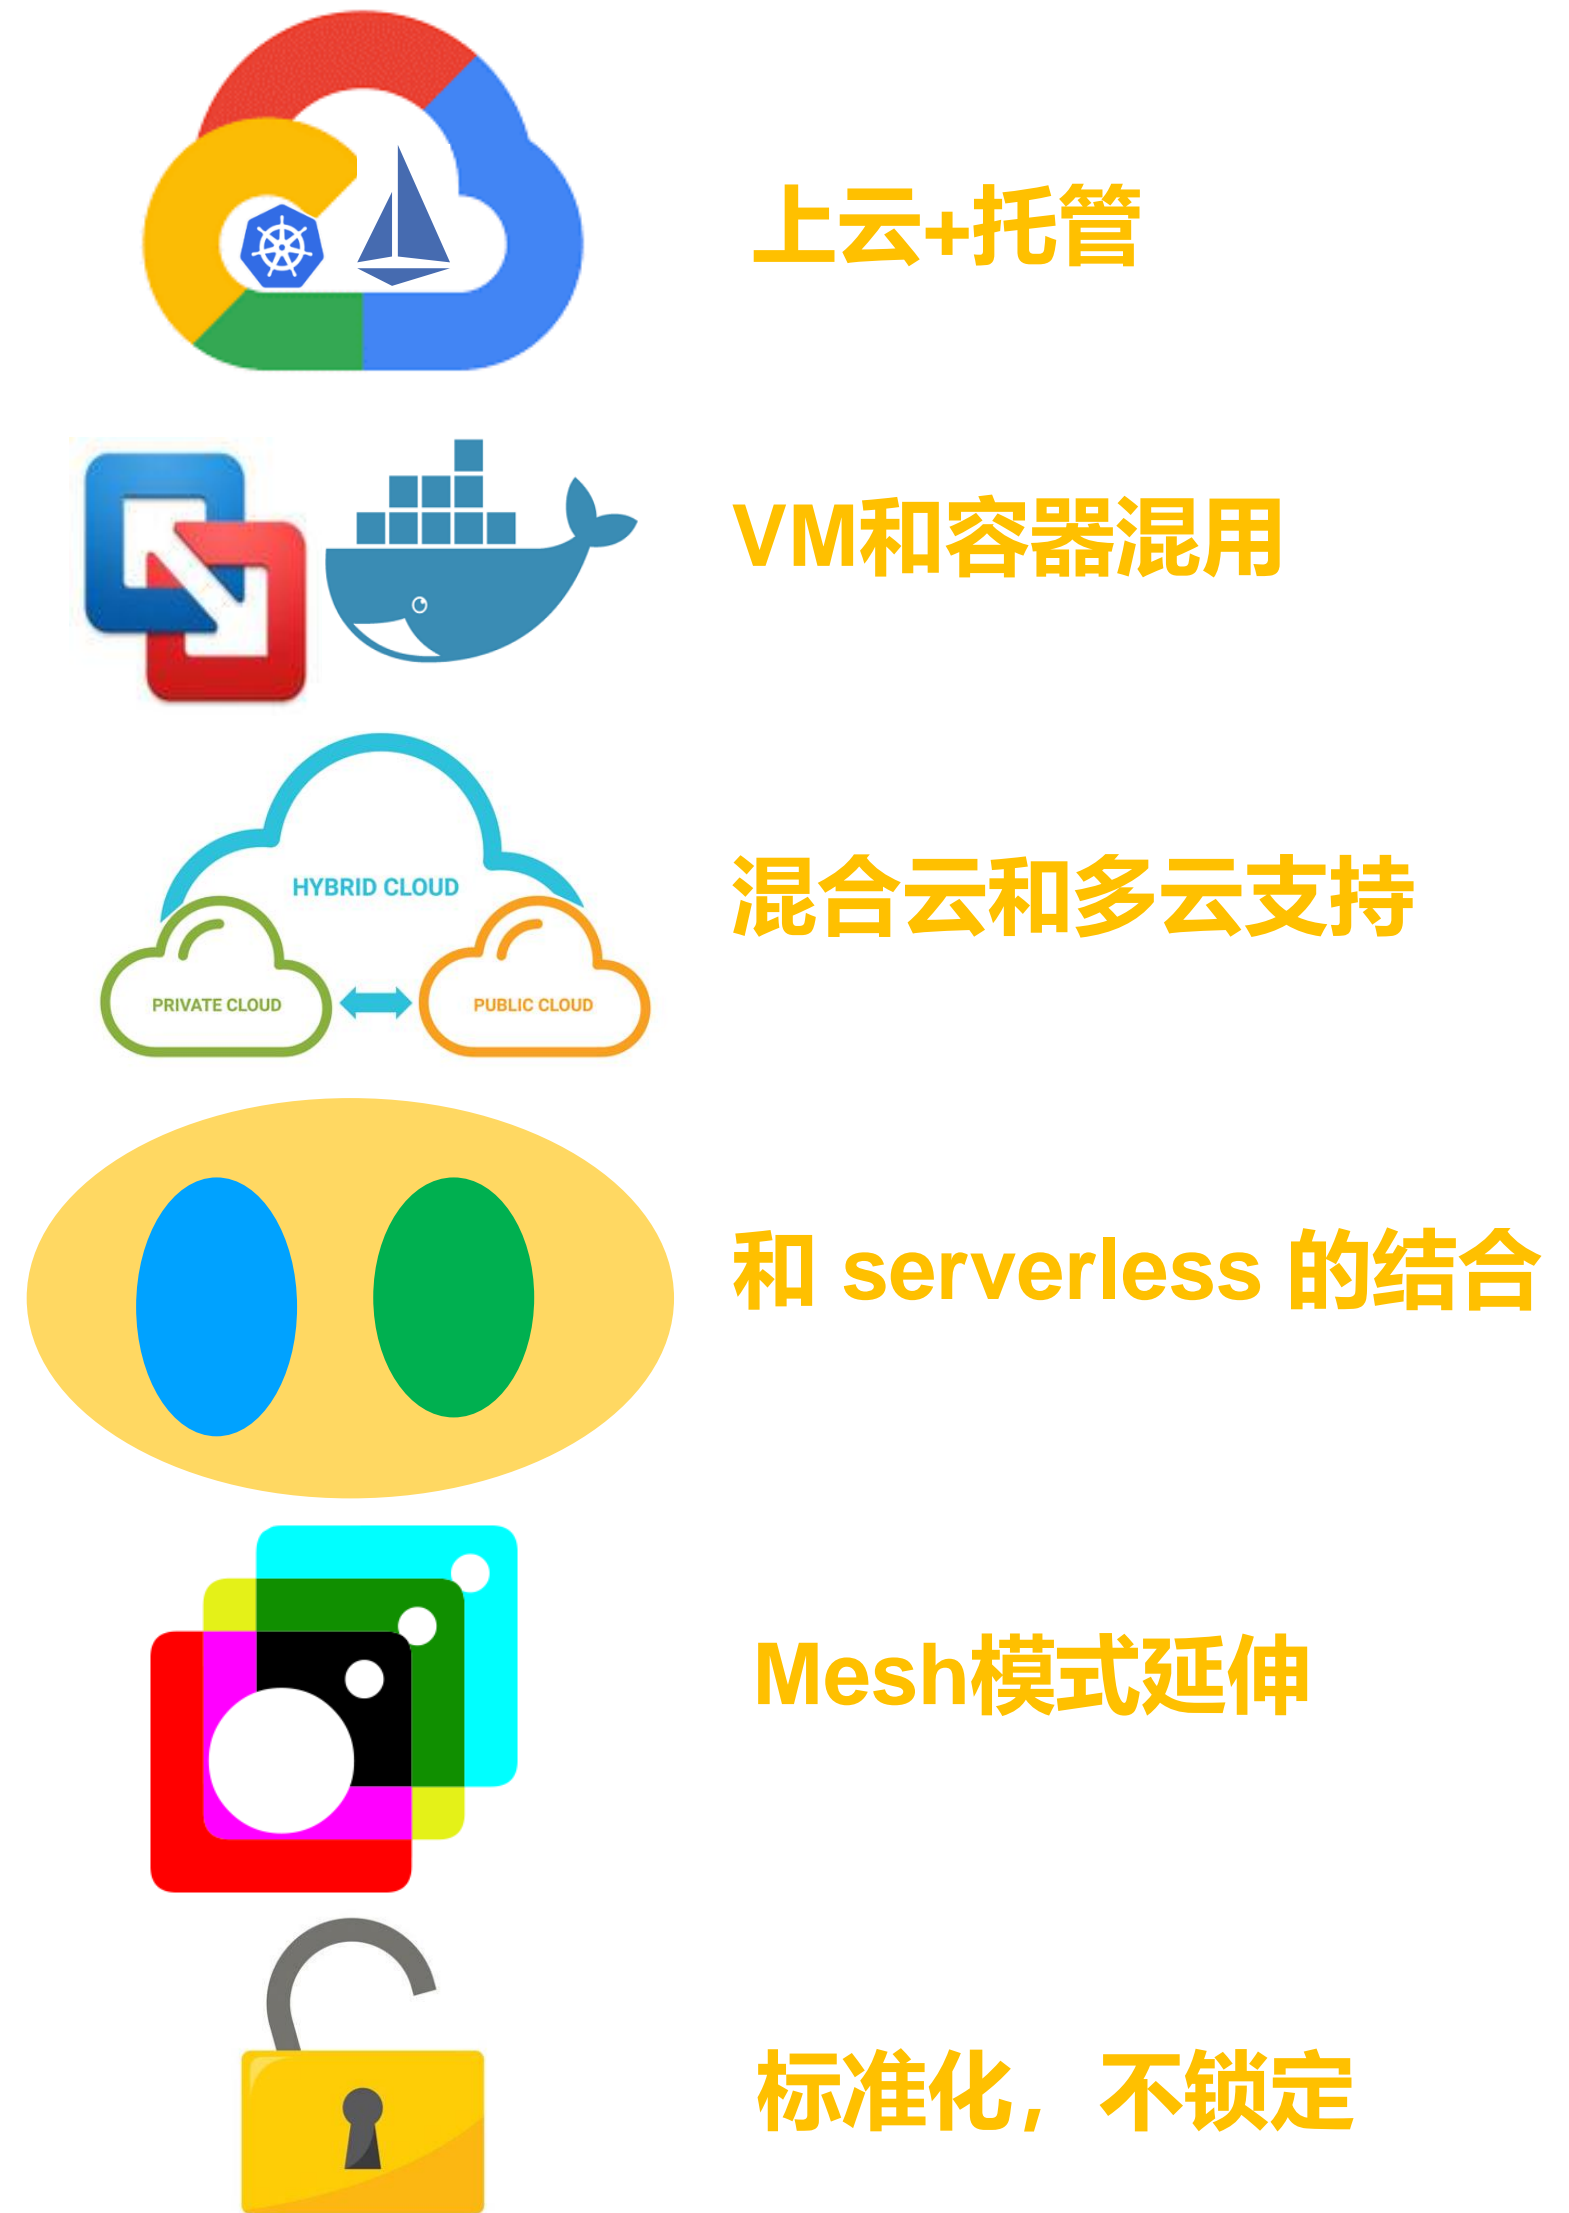 上云+托管
VM和容器混用
HYBRID CLOUD
PRIVATE CLOUD
PUBLIC CLOUD
混合云和多云支持
和 serverless 的结合
Mesh模式延伸
标准化，不锁定